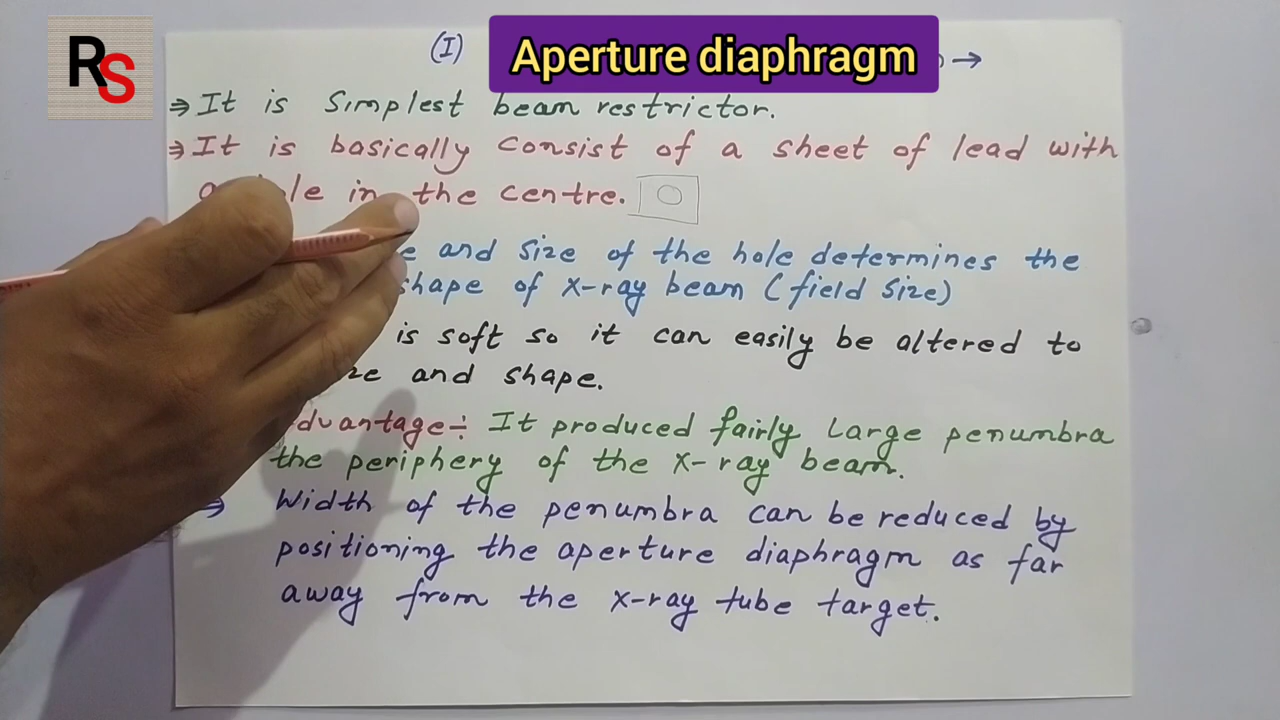 RS
(I) Aperture diaphragm →
⇒ It is Simplest beam restrictor.
⇒ It is basically consist of a sheet of lead with
in the centre.
and size of the hole determines the
shape of x-ray beam (field size)
is soft so it can easily be altered to
and shape.
It produced fairly Large penumbra
the periphery of the x-ray beam.
⇒ Width of the penumbra can be reduced by
positioning the aperture diaphragm as far
away from the x-ray tube target.